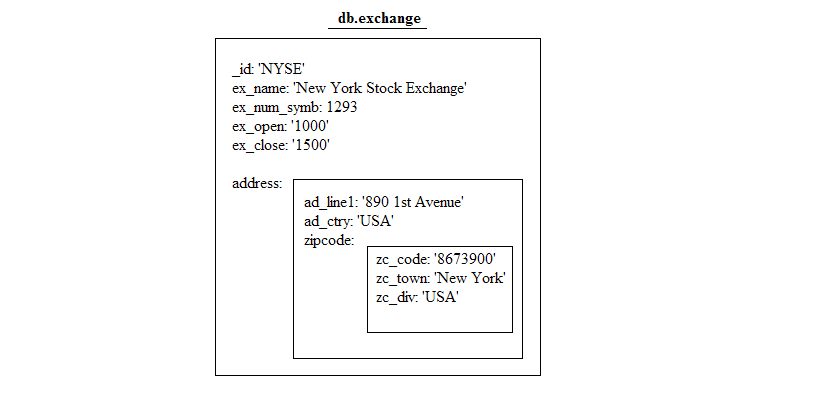 db.exchange
_id: 'NYSE'
ex_name: 'New York Stock Exchange'
ex_num_symb: 1293
ex_open: '1000'
ex_close: '1500'
address:
ad_line1: '890 1st Avenue'
ad_ctry: 'USA'
zipcode:
zc_code: '8673900'
zc_town: 'New York'
zc_div: 'USA'